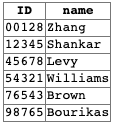 ID name
00128 Zhang
12345 Shankar
45678 Levy
54321 Williams
76543 Brown
98765 Bourikas